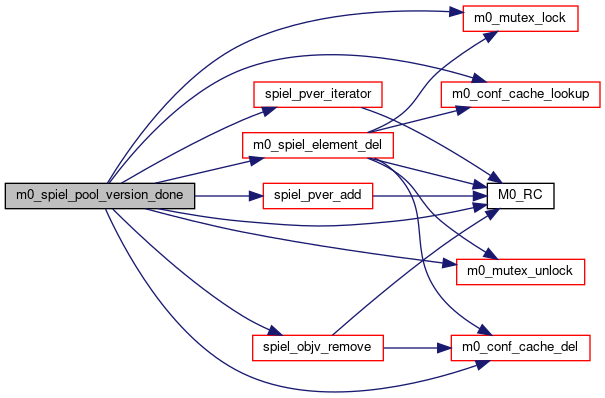 m0_mutex_lock
m0_conf_cache_lookup
spiel_pver_iterator
m0_spiel_element_del
m0_spiel_pool_version_done
spiel_pver_add
M0_RC
m0_mutex_unlock
spiel_objv_remove
m0_conf_cache_del